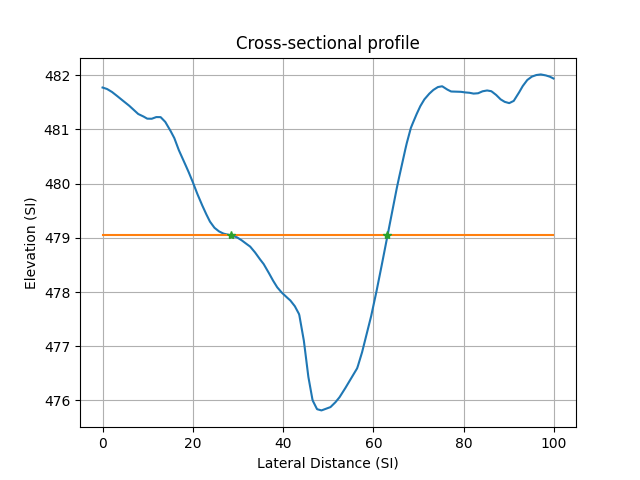 Cross-sectional profile
482
481
480
479
478
477
476
Elevation (SI)
0 20 40 60 80 100
Lateral Distance (SI)